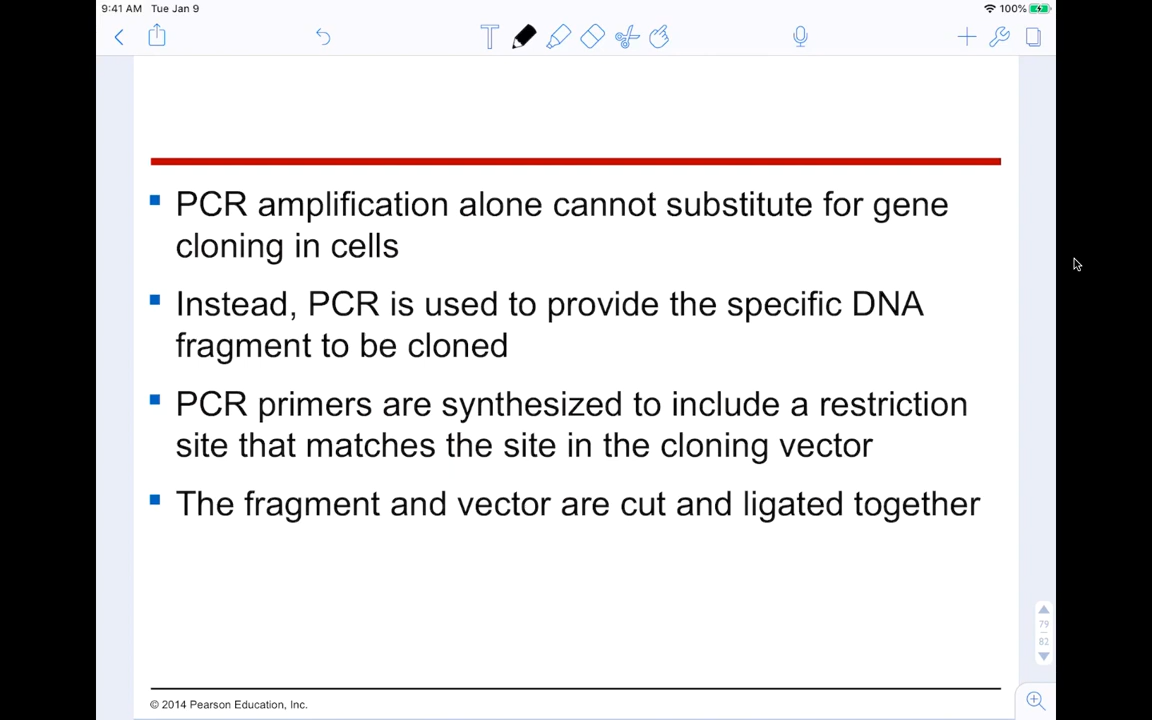 9:41 AM Tue Jan 9
100%
T
PCR amplification alone cannot substitute for gene
cloning in cells
Instead, PCR is used to provide the specific DNA
fragment to be cloned
PCR primers are synthesized to include a restriction
site that matches the site in the cloning vector
The fragment and vector are cut and ligated together
79
82
© 2014 Pearson Education, Inc.